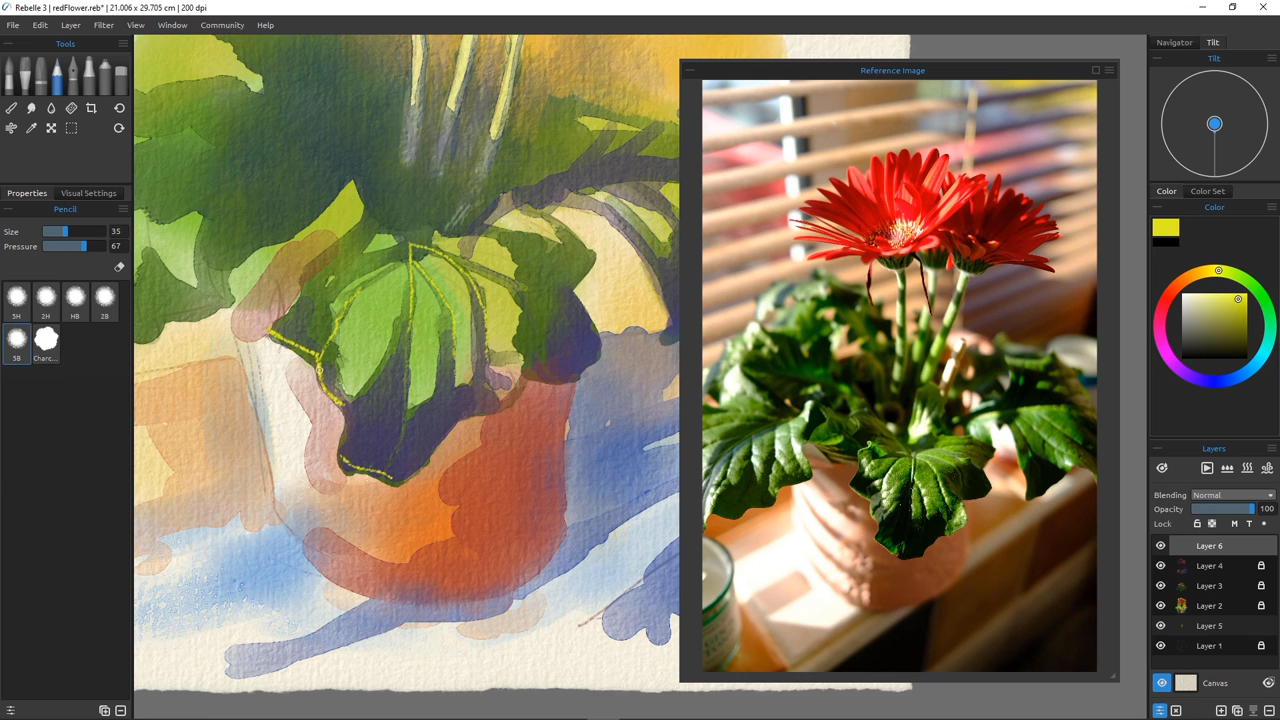 Rebelle 3 | redFlower.reb* | 21.006 x 29.705 cm | 200 dpi
File Edit Layer Filter View Window Community Help
Tools
Properties Visual Settings
Pencil
Size 35
Pressure 67
5H 2H HB 2B
5B Charc...
Reference Image
Navigator Tilt
Tilt
Color Color Set
Color
Layers
Blending Normal
Opacity 100
Lock M T
Layer 6
Layer 4
Layer 3
Layer 2
Layer 5
Layer 1
Canvas